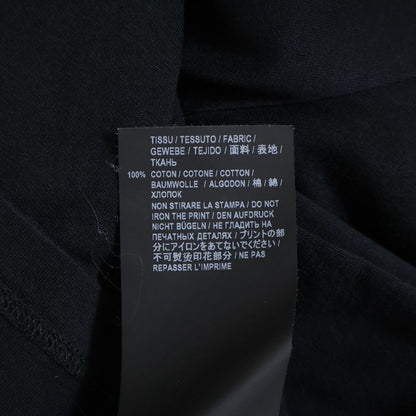 TISSU / TESSUTO / FABRIC /
GEWEBE / TEJIDO / 面料 / 表地 /
ТКАНЬ
100% COTON / COTONE / COTTON /
BAUMWOLLE / ALGODON / 棉 / 綿 /
ХЛОПОК
NON STIRARE LA STAMPA / DO NOT
IRON THE PRINT / DEN AUFDRUCK
NICHT BÜGELN / НЕ ГЛАДИТЬ НА
ПЕЧАТНЫХ ДЕТАЛЯХ / プリントの部
分にアイロンをあてないでください /
不可熨烫印花部分 / NE PAS
REPASSER L'IMPRIME